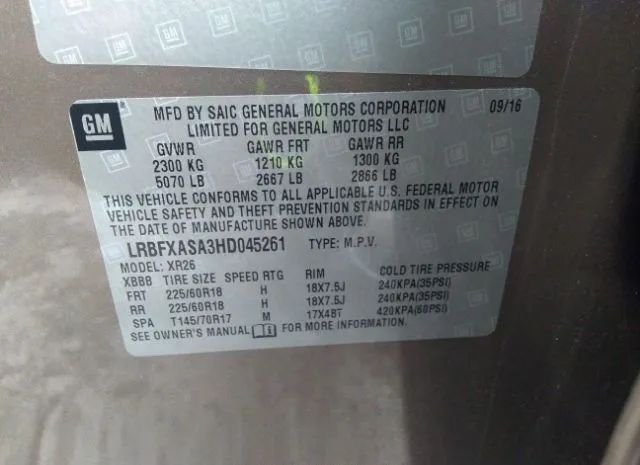 GM
MFD BY SAIC GENERAL MOTORS CORPORATION 09/16
LIMITED FOR GENERAL MOTORS LLC
GVWR GAWR FRT GAWR RR
2300 KG 1210 KG 1300 KG
5070 LB 2667 LB 2866 LB
THIS VEHICLE CONFORMS TO ALL APPLICABLE U.S. FEDERAL MOTOR
VEHICLE SAFETY AND THEFT PREVENTION STANDARDS IN EFFECT ON
THE DATE OF MANUFACTURE SHOWN ABOVE.
LRBFXASA3HD045261 TYPE: M.P.V.
MODEL: XR26
XBBB TIRE SIZE SPEED RTG RIM COLD TIRE PRESSURE
FRT 225/60R18 H 18X7.5J 240KPA(35PSI)
RR 225/60R18 H 18X7.5J 240KPA(35PSI)
SPA T145/70R17 M 17X4BT 420KPA(60PSI)
SEE OWNER'S MANUAL FOR MORE INFORMATION.